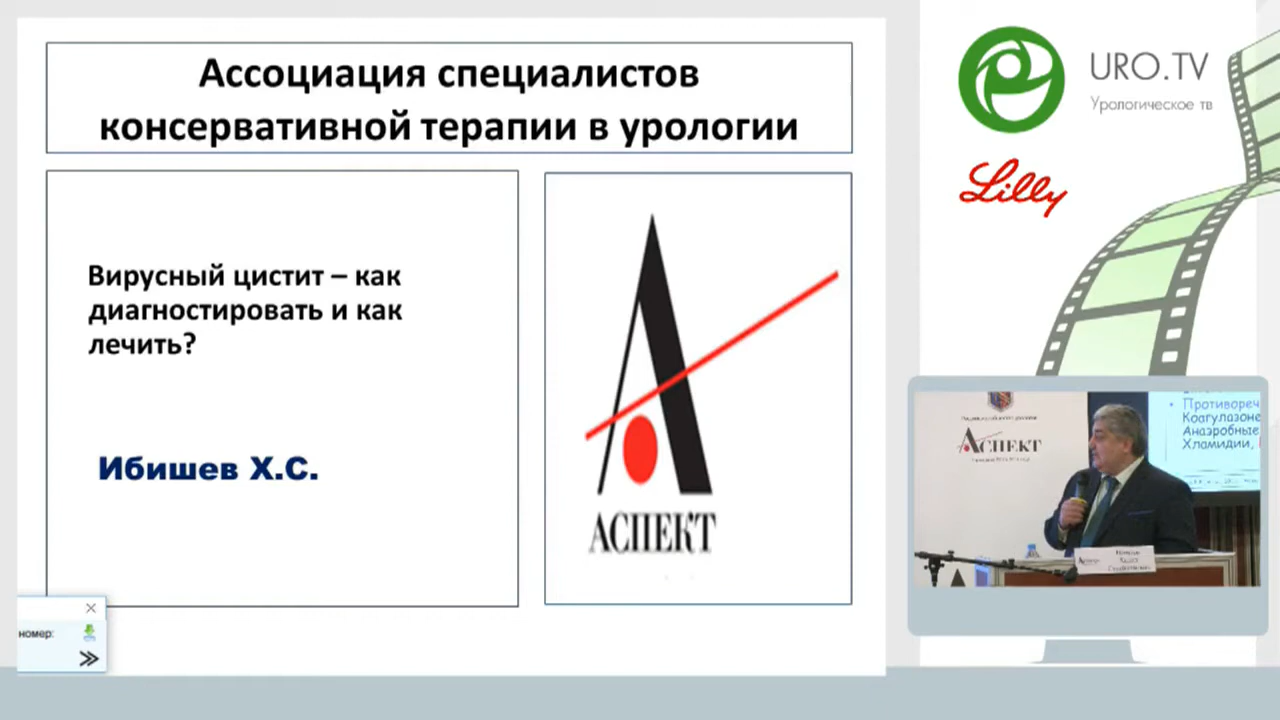 Ассоциация специалистов
консервативной терапии в урологии
Вирусный цистит – как
диагностировать и как
лечить?
Ибишев Х.С.
АСПЕКТ
номер:
URO.TV
Урологическое тв
Lilly
АСПЕКТ
• Противореч
Коагулазоне
Анаэробные
Хламидии,